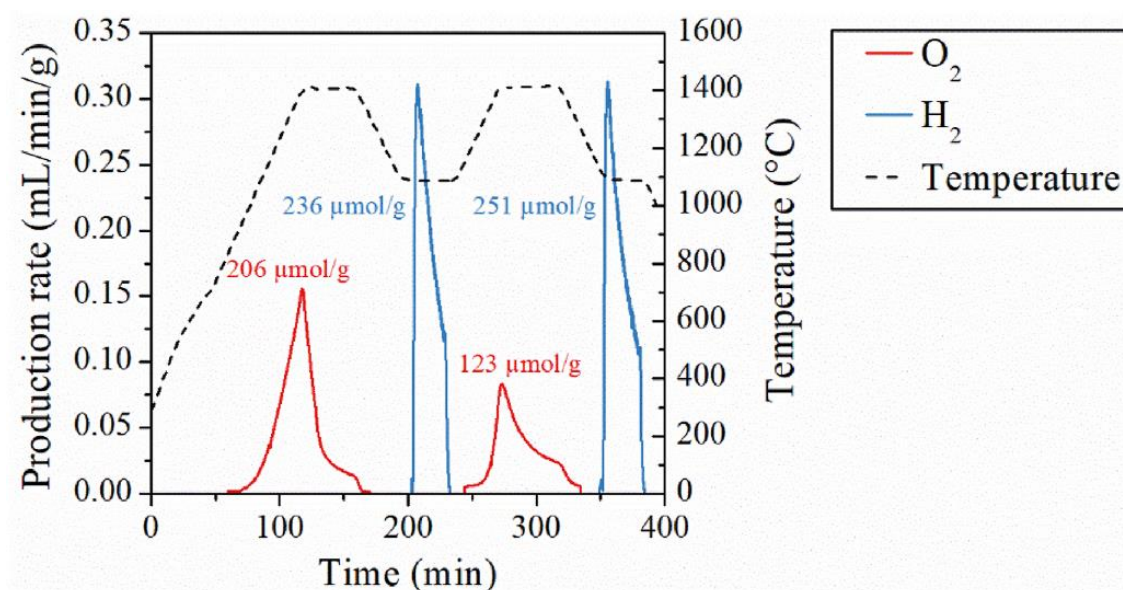 Production rate (mL/min/g)
0.35
0.30
0.25
0.20
0.15
0.10
0.05
0.00
236 µmol/g
251 µmol/g
206 µmol/g
123 µmol/g
1600
1400
1200
1000
800
600
400
200
0
Temperature (°C)
0
100
200
300
400
Time (min)
O₂
H₂
Temperature